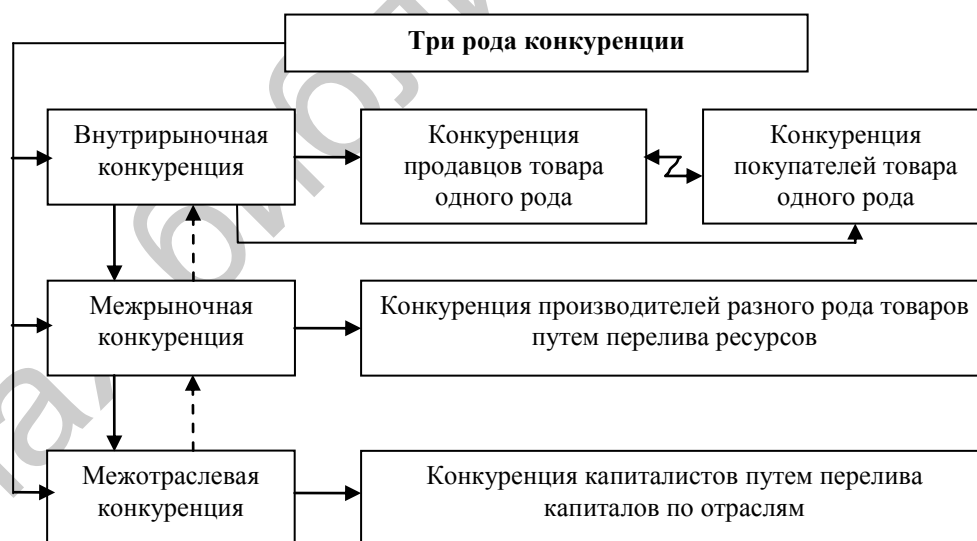 Три рода конкуренции
Внутрирыночная
конкуренция
Конкуренция
продавцов товара
одного рода
Конкуренция
покупателей товара
одного рода
Межрыночная
конкуренция
Конкуренция производителей разного рода товаров
путем перелива ресурсов
Межотраслевая
конкуренция
Конкуренция капиталистов путем перелива
капиталов по отраслям